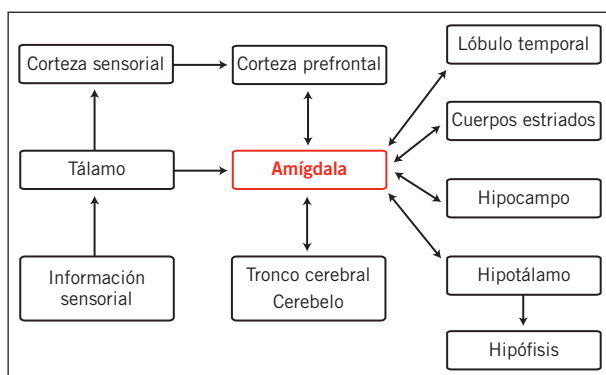 Corteza sensorial
Corteza prefrontal
Lóbulo temporal
Cuerpos estriados
Tálamo
Amígdala
Hipocampo
Información
sensorial
Tronco cerebral
Cerebelo
Hipotálamo
Hipófisis